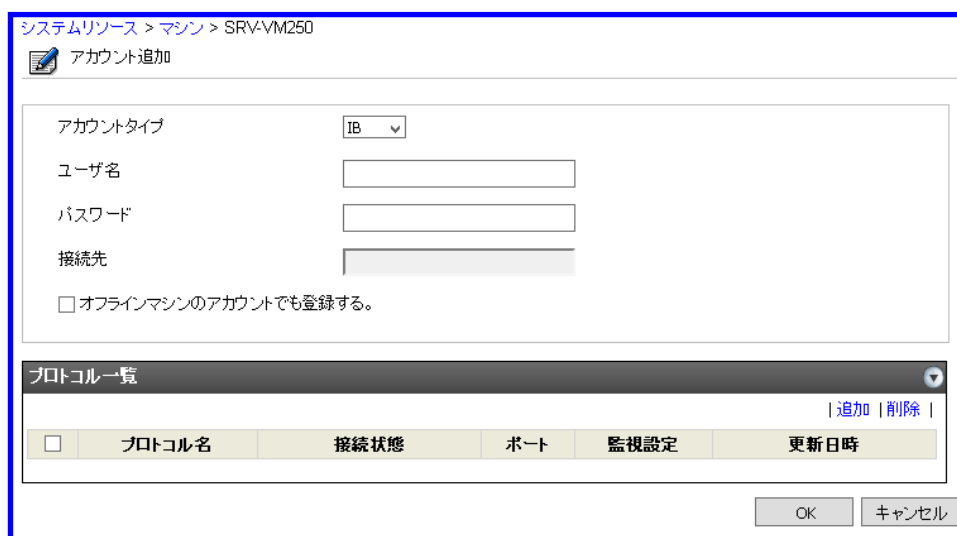 システムリソース > マシン > SRV-VM250
アカウント追加
アカウントタイプ IB
ユーザ名
パスワード
接続先
オフラインマシンのアカウントでも登録する。
プロトコル一覧
| 追加 | 削除 |
プロトコル名 接続状態 ポート 監視設定 更新日時
OK キャンセル